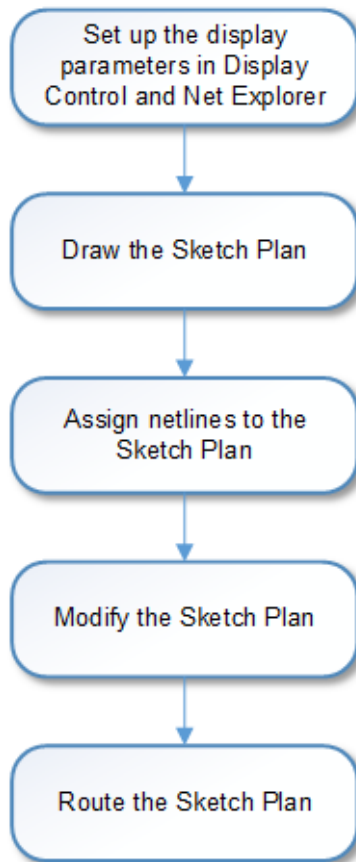 Set up the display
parameters in Display
Control and Net Explorer
Draw the Sketch Plan
Assign netlines to the
Sketch Plan
Modify the Sketch Plan
Route the Sketch Plan